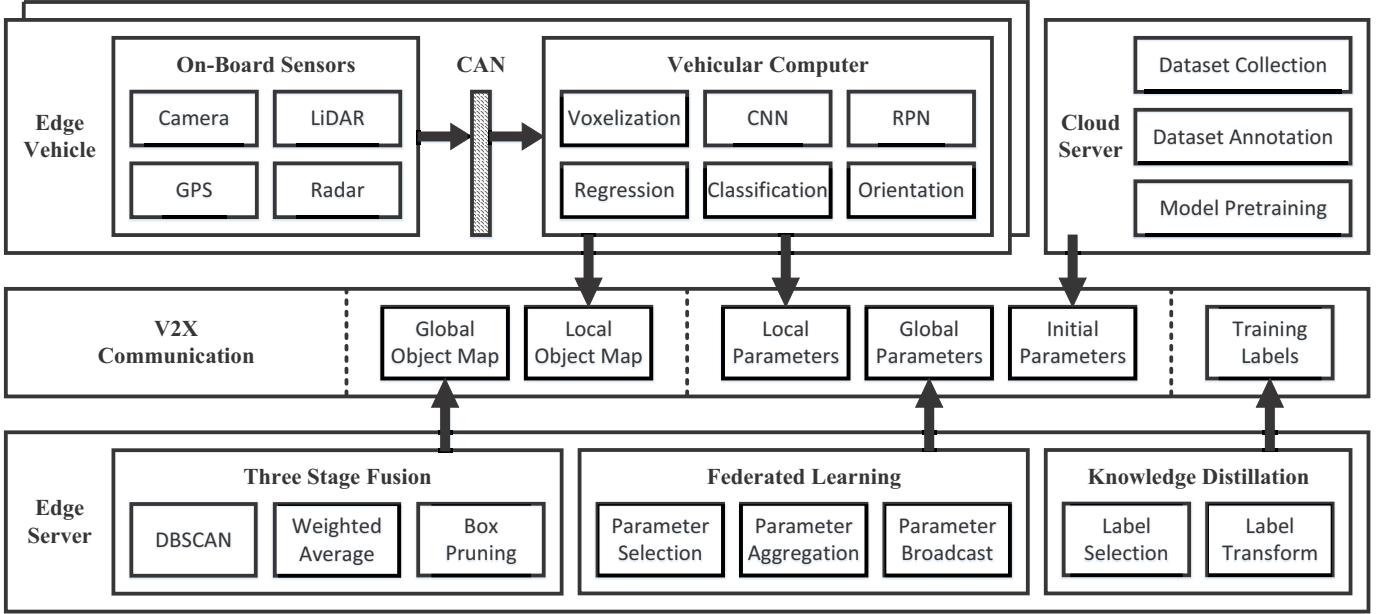 On-Board Sensors
CAN
Vehicular Computer
Edge
Vehicle
Camera
LiDAR
GPS
Radar
Voxelization
CNN
RPN
Regression
Classification
Orientation
Cloud
Server
Dataset Collection
Dataset Annotation
Model Pretraining
V2X
Communication
Global
Object Map
Local
Object Map
Local
Parameters
Global
Parameters
Initial
Parameters
Training
Labels
Edge
Server
Three Stage Fusion
DBSCAN
Weighted
Average
Box
Pruning
Federated Learning
Parameter
Selection
Parameter
Aggregation
Parameter
Broadcast
Knowledge Distillation
Label
Selection
Label
Transform